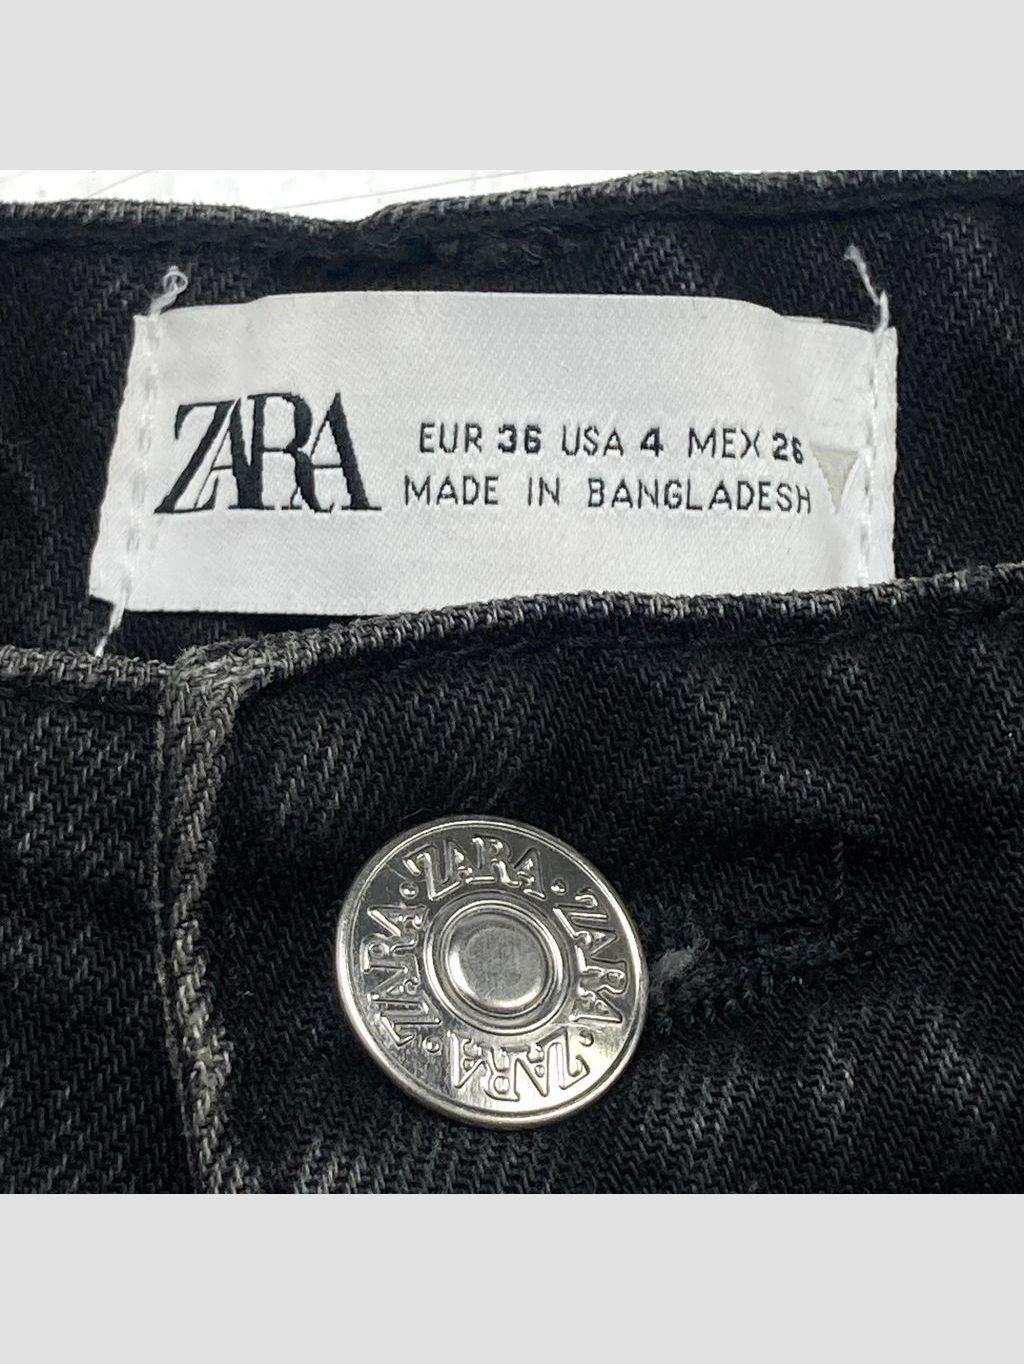 ZARA
EUR 36 USA 4 MEX 26
MADE IN BANGLADESH
ZARA · ZARA · ZARA · ZARA ·